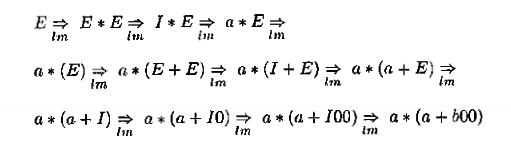 E ⇒ lm E * E ⇒ lm I * E ⇒ lm a * E ⇒ lm
a * (E) ⇒ lm a * (E + E) ⇒ lm a * (I + E) ⇒ lm a * (a + E) ⇒ lm
a * (a + I) ⇒ lm a * (a + I0) ⇒ lm a * (a + I00) ⇒ lm a * (a + b00)